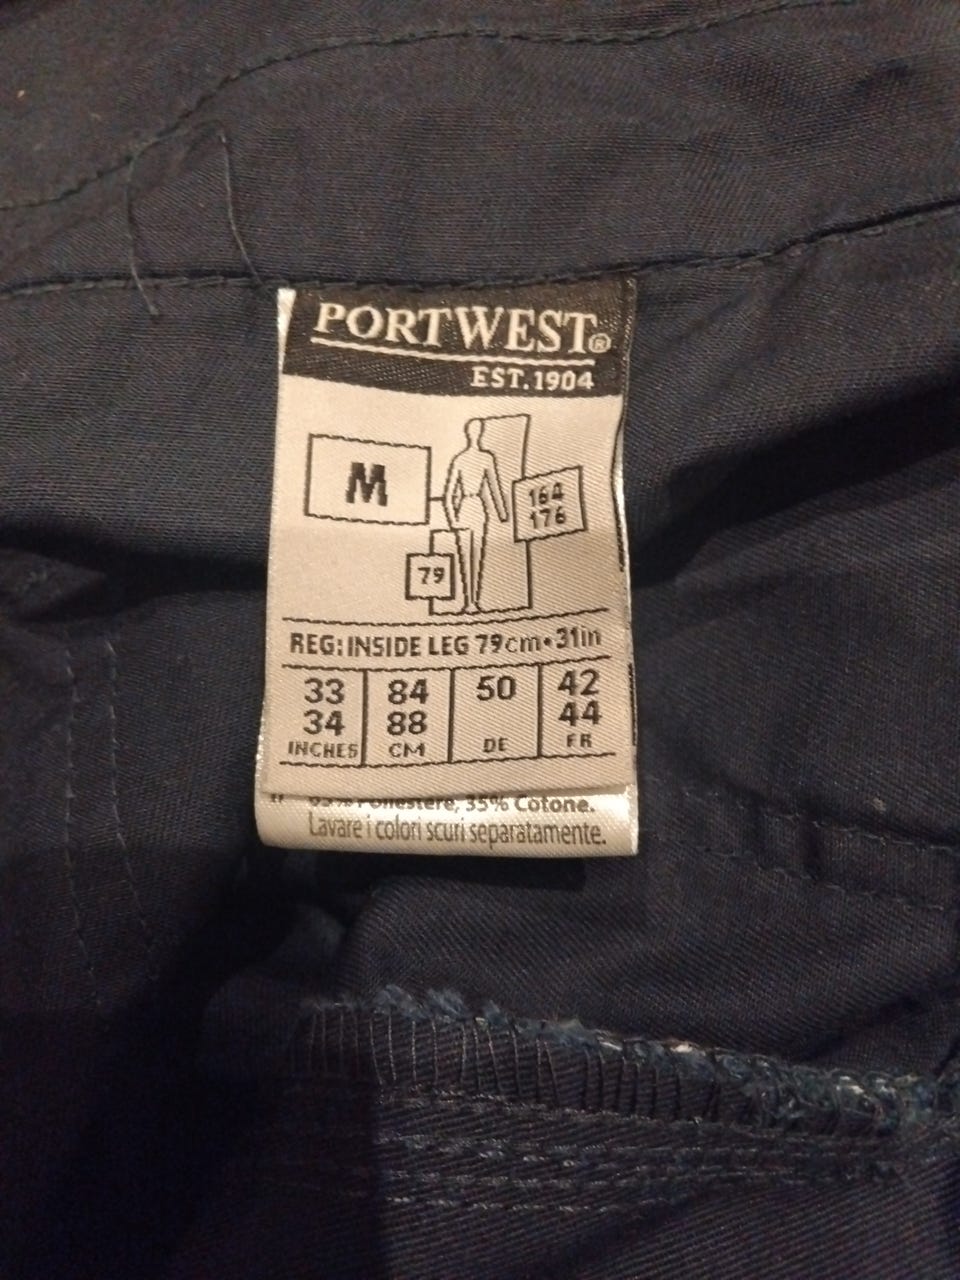 PORTWEST®
EST.1904
M
164
176
79
REG: INSIDE LEG 79cm•31in
33 84 50 42
34 88 44
INCHES CM DE FR
35% Cotone.
Lavare i colori scuri separatamente.